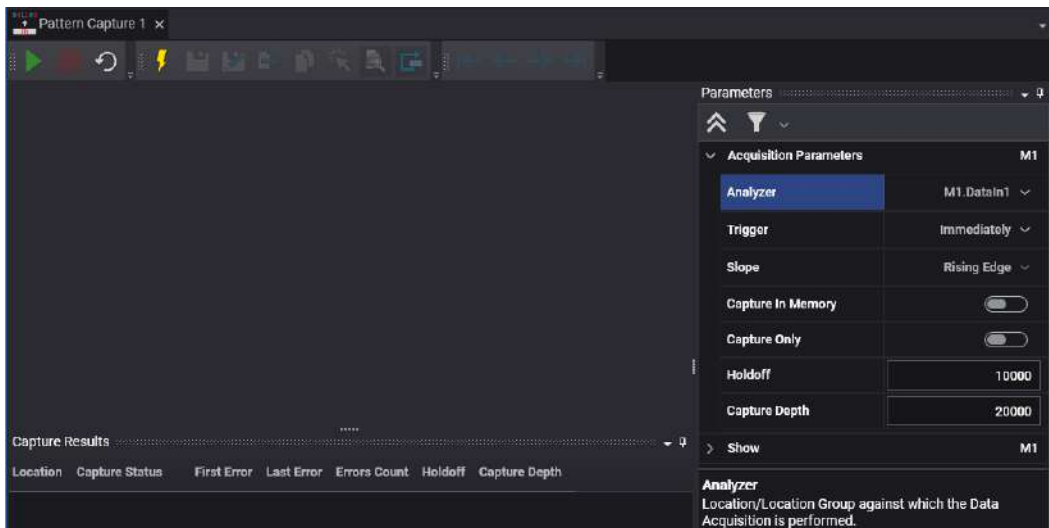 Pattern Capture 1
Parameters
Acquisition Parameters M1
Analyzer M1.DataIn1
Trigger Immediately
Slope Rising Edge
Capture In Memory
Capture Only
Holdoff 10000
Capture Depth 20000
Show M1
Analyzer
Location/Location Group against which the Data
Acquisition is performed.
Capture Results
Location Capture Status First Error Last Error Errors Count Holdoff Capture Depth